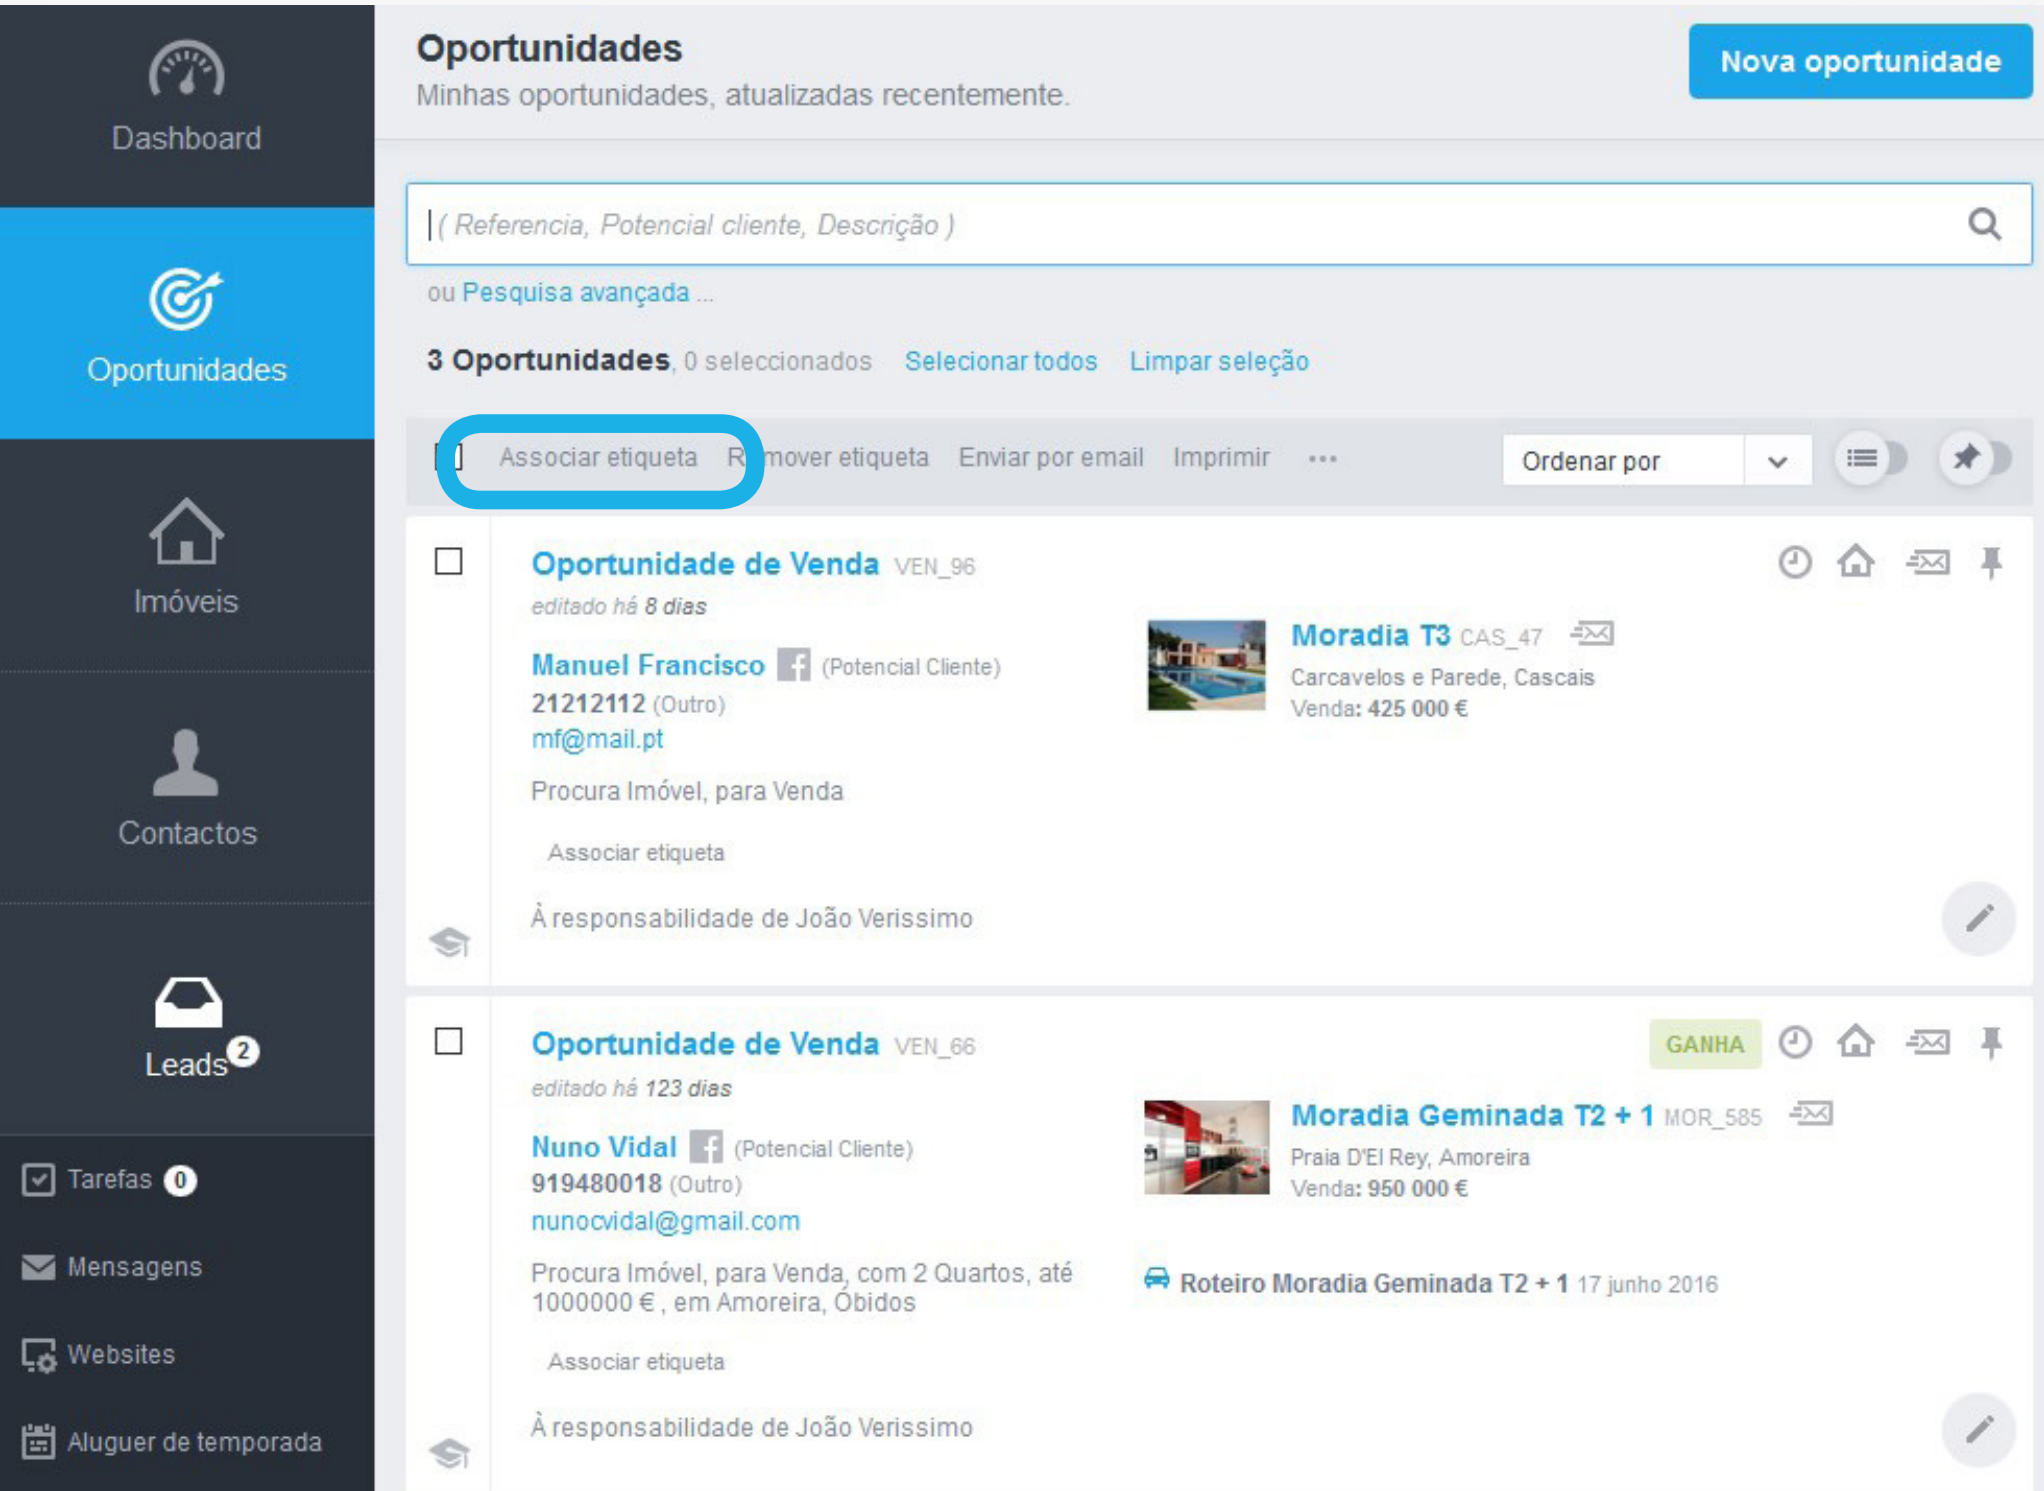 Dashboard
Oportunidades
Imóveis
Contactos
Leads 2
Tarefas 0
Mensagens
Websites
Aluguer de temporada
Oportunidades
Minhas oportunidades, atualizadas recentemente.
Nova oportunidade
( Referencia, Potencial cliente, Descrição )
ou Pesquisa avançada ...
3 Oportunidades, 0 seleccionados Selecionar todos Limpar seleção
Associar etiqueta Remover etiqueta Enviar por email Imprimir ... Ordenar por
Oportunidade de Venda VEN_96
editado há 8 dias
Manuel Francisco f (Potencial Cliente)
21212112 (Outro)
mf@mail.pt
Procura Imóvel, para Venda
Associar etiqueta
À responsabilidade de João Verissimo
Moradia T3 CAS_47
Carcavelos e Parede, Cascais
Venda: 425 000 €
Oportunidade de Venda VEN_66
GANHA
editado há 123 dias
Nuno Vidal f (Potencial Cliente)
919480018 (Outro)
nunocvidal@gmail.com
Procura Imóvel, para Venda, com 2 Quartos, até
1000000 € , em Amoreira, Óbidos
Associar etiqueta
À responsabilidade de João Verissimo
Moradia Geminada T2 + 1 MOR_585
Praia D'El Rey, Amoreira
Venda: 950 000 €
Roteiro Moradia Geminada T2 + 1 17 junho 2016